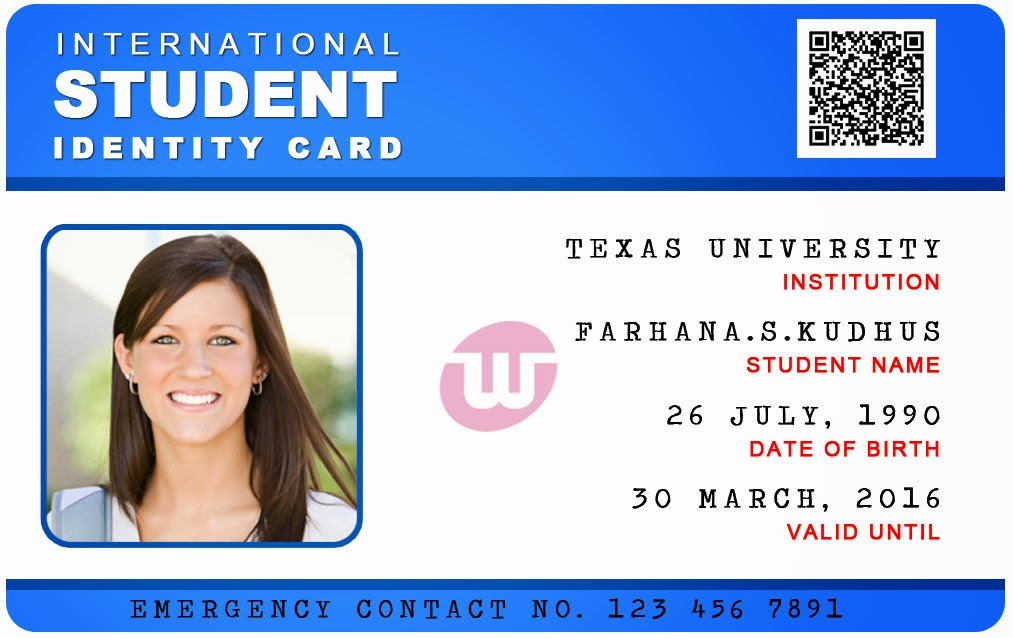 INTERNATIONAL
STUDENT
IDENTITY CARD
TEXAS UNIVERSITY
INSTITUTION
FARHANA.S.KUDHUS
STUDENT NAME
W
26 JULY, 1990
DATE OF BIRTH
30 MARCH, 2016
VALID UNTIL
EMERGENCY CONTACT NO. 123 456 7891